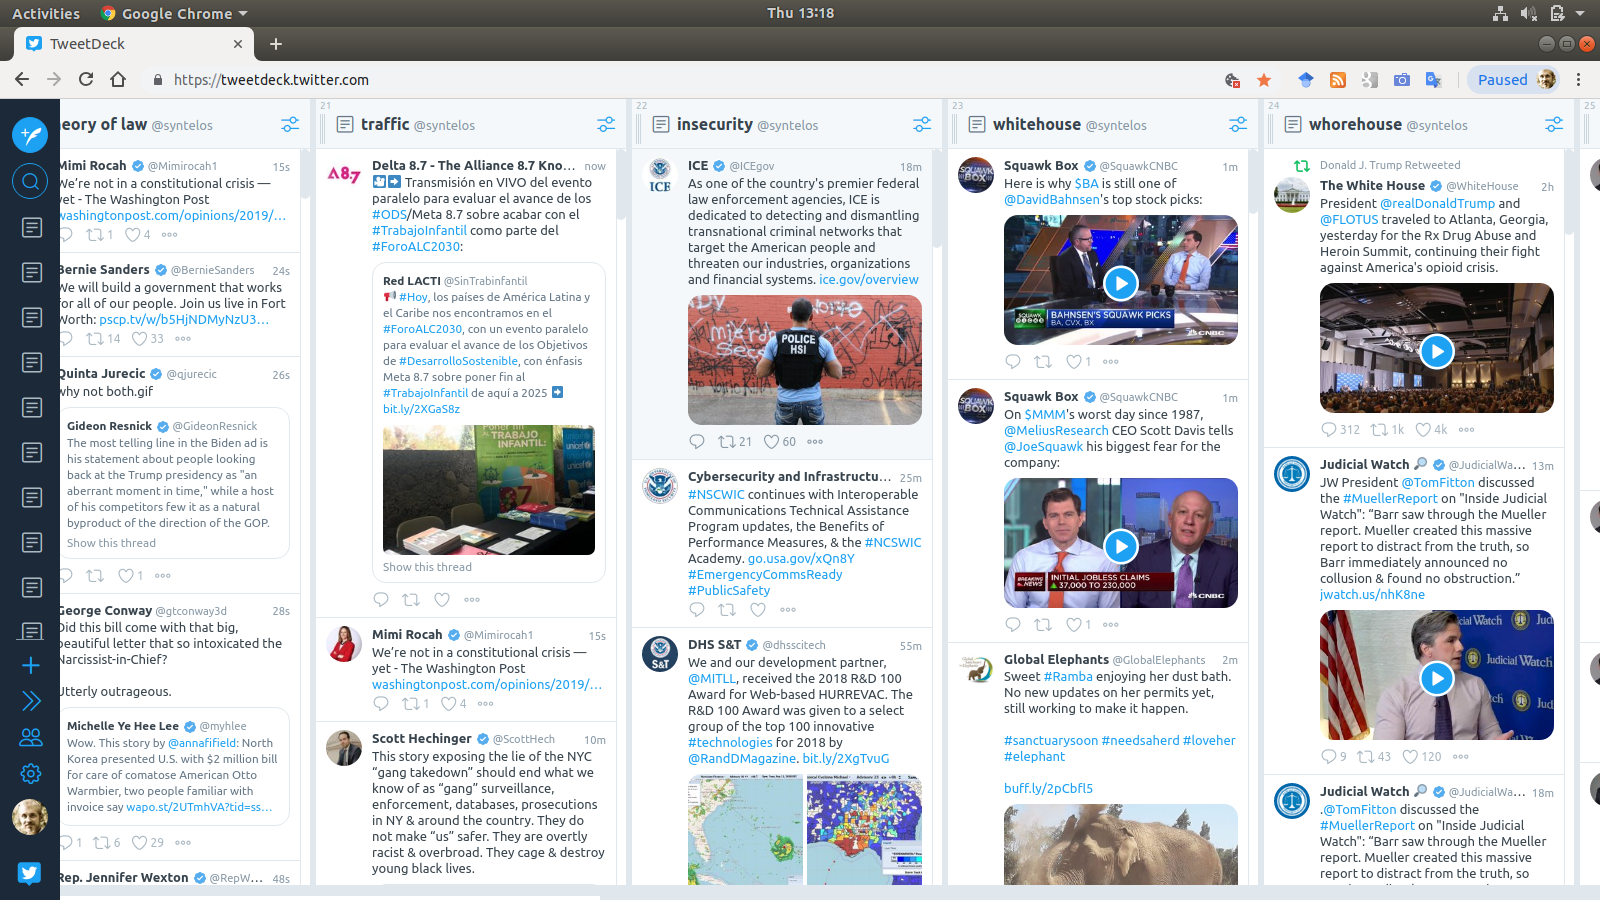 Activities
Google Chrome
Thu 13:18
TweetDeck
https://tweetdeck.twitter.com
Paused
eory of law @syntelos
Mimi Rocah @Mimirocah1 15s
We're not in a constitutional crisis —
yet - The Washington Post
washingtonpost.com/opinions/2019/...
1 4
Bernie Sanders @BernieSanders 24s
We will build a government that works
for all of our people. Join us live in Fort
Worth: pscp.tv/w/b5HjNDMyNzU3...
14 33
Quinta Jurecic @qjurecic 26s
why not both.gif
Gideon Resnick @GideonResnick
The most telling line in the Biden ad is
his statement about people looking
back at the Trump presidency as "an
aberrant moment in time," while a host
of his competitors few it as a natural
byproduct of the direction of the GOP.
Show this thread
1
George Conway @gtconway3d 28s
Did this bill come with that big,
beautiful letter that so intoxicated the
Narcissist-in-Chief?
Utterly outrageous.
Michelle Ye Hee Lee @myhlee
Wow. This story by @annafifield: North
Korea presented U.S. with $2 million bill
for care of comatose American Otto
Warmbier, two people familiar with
invoice say wapo.st/2UTmhVA?tid=ss...
1 6 29
Rep. Jennifer Wexton @RepW... 48s
21
traffic @syntelos
A8.7
Delta 8.7 - The Alliance 8.7 Kno... now
Transmisión en VIVO del evento
paralelo para evaluar el avance de los
#ODS/Meta 8.7 sobre acabar con el
#TrabajoInfantil como parte del
#ForoALC2030:
Red LACTI @SinTrabinfantil
#Hoy, los países de América Latina y
el Caribe nos encontramos en el
#ForoALC2030, con un evento paralelo
para evaluar el avance de los Objetivos
de #DesarrolloSostenible, con énfasis
Meta 8.7 sobre poner fin al
#TrabajoInfantil de aquí a 2025
bit.ly/2XGaS8z
Poner fin al
TRABAJO
INFANTIL:
unicef
8.7
Show this thread
Mimi Rocah @Mimirocah1 15s
We're not in a constitutional crisis —
yet - The Washington Post
washingtonpost.com/opinions/2019/...
1 4
Scott Hechinger @ScottHech 10m
This story exposing the lie of the NYC
“gang takedown” should end what we
know of as “gang” surveillance,
enforcement, databases, prosecutions
in NY & around the country. They do
not make “us” safer. They are overtly
racist & overbroad. They cage & destroy
young black lives.
22
insecurity @syntelos
ICE
ICE @ICEgov 18m
As one of the country's premier federal
law enforcement agencies, ICE is
dedicated to detecting and dismantling
transnational criminal networks that
target the American people and
threaten our industries, organizations
and financial systems. ice.gov/overview
POLICE
HSI
21 60
Cybersecurity and Infrastructu... 25m
#NSCWIC continues with Interoperable
Communications Technical Assistance
Program updates, the Benefits of
Performance Measures, & the #NCSWIC
Academy. go.usa.gov/xQn8Y
#EmergencyCommsReady
#PublicSafety
S&T
DHS S&T @dhsscitech 55m
We and our development partner,
@MITLL, received the 2018 R&D 100
Award for Web-based HURREVAC. The
R&D 100 Award was given to a select
group of the top 100 innovative
#technologies for 2018 by
@RandDMagazine. bit.ly/2XgTvuG
23
whitehouse @syntelos
SQUAWK BOX
Squawk Box @SquawkCNBC 1m
Here is why $BA is still one of
@DavidBahnsen's top stock picks:
SQUAWK PICKS
BAHNSEN'S SQUAWK PICKS
BA, CVX, BX
CNBC
1
SQUAWK BOX
Squawk Box @SquawkCNBC 1m
On $MMM's worst day since 1987,
@MeliusResearch CEO Scott Davis tells
@JoeSquawk his biggest fear for the
company:
BREAKING NEWS
INITIAL JOBLESS CLAIMS
37,000 TO 230,000
CNBC
1
Global Elephants @GlobalElephants 2m
Sweet #Ramba enjoying her dust bath.
No new updates on her permits yet,
still working to make it happen.
#sanctuarysoon #needsaherd #loveher
#elephant
buff.ly/2pCbfl5
24
whorehouse @syntelos
Donald J. Trump Retweeted
The White House @WhiteHouse 2h
President @realDonaldTrump and
@FLOTUS traveled to Atlanta, Georgia,
yesterday for the Rx Drug Abuse and
Heroin Summit, continuing their fight
against America's opioid crisis.
312 1k 4k
Judicial Watch @JudicialWa... 13m
JW President @TomFitton discussed
the #MuellerReport on "Inside Judicial
Watch": “Barr saw through the Mueller
report. Mueller created this massive
report to distract from the truth, so
Barr immediately announced no
collusion & found no obstruction.”
jwatch.us/nhK8ne
Judicial Watch
9 43 120
Judicial Watch @JudicialWa... 18m
.@TomFitton discussed the
#MuellerReport on "Inside Judicial
Watch": “Barr saw through the Mueller
report. Mueller created this massive
report to distract from the truth, so
25